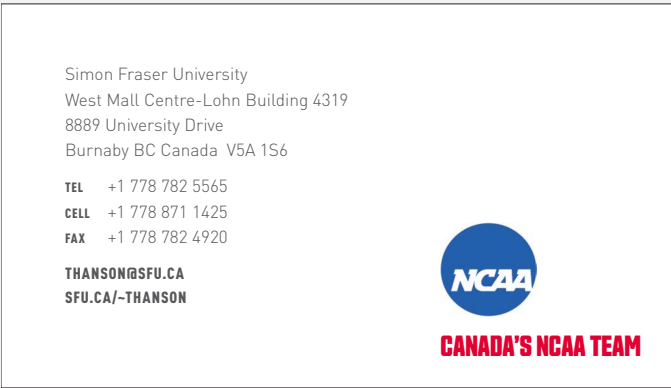 Simon Fraser University
West Mall Centre-Lohn Building 4319
8889 University Drive
Burnaby BC Canada  V5A 1S6
TEL +1 778 782 5565
CELL +1 778 871 1425
FAX +1 778 782 4920
THANSON@SFU.CA
SFU.CA/~THANSON
NCAA
CANADA'S NCAA TEAM